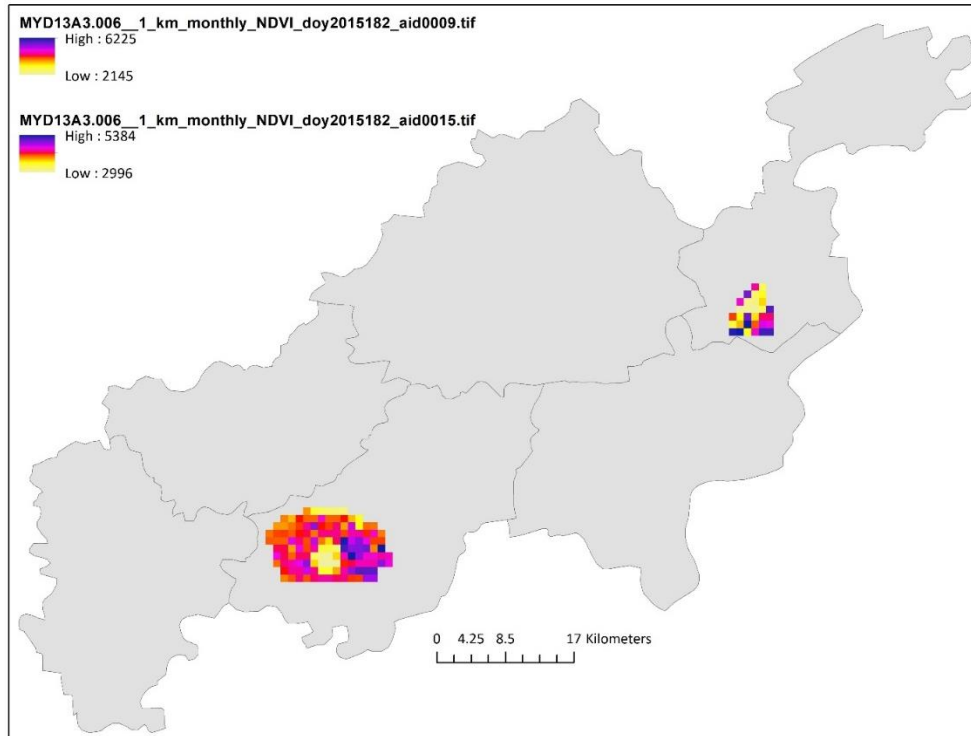 MYD13A3.006__1_km_monthly_NDVI_doy2015182_aid0009.tif
High : 6225
Low : 2145
MYD13A3.006__1_km_monthly_NDVI_doy2015182_aid0015.tif
High : 5384
Low : 2996
0 4.25 8.5 17 Kilometers